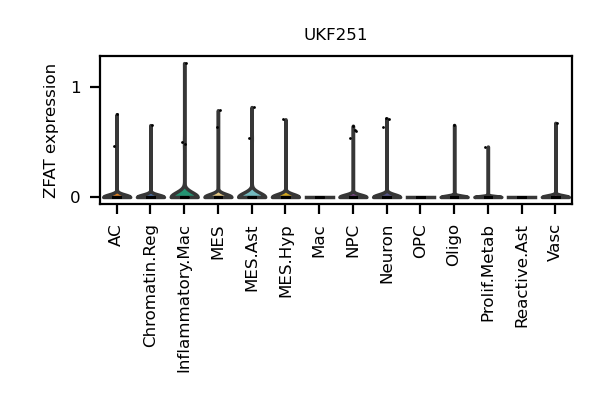 UKF251
ZFAT expression
1
0
AC
Chromatin.Reg
Inflammatory.Mac
MES
MES.Ast
MES.Hyp
Mac
NPC
Neuron
OPC
Oligo
Prolif.Metab
Reactive.Ast
Vasc